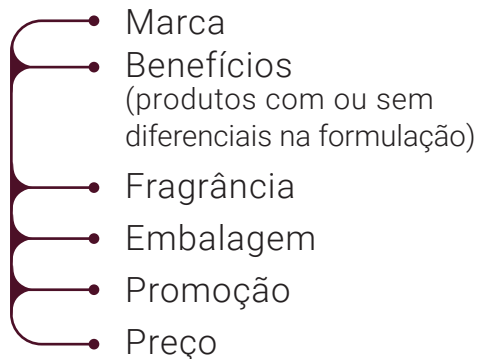 Marca
Benefícios
(produtos com ou sem
diferenciais na formulação)
Fragrância
Embalagem
Promoção
Preço